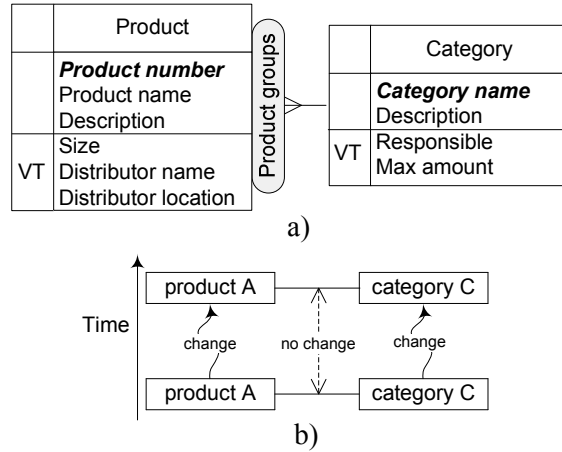 Product
Product number
Product name
Description
VT
Size
Distributor name
Distributor location
Product groups
Category
Category name
Description
VT
Responsible
Max amount
a)
Time
product A
category C
change
no change
change
product A
category C
b)